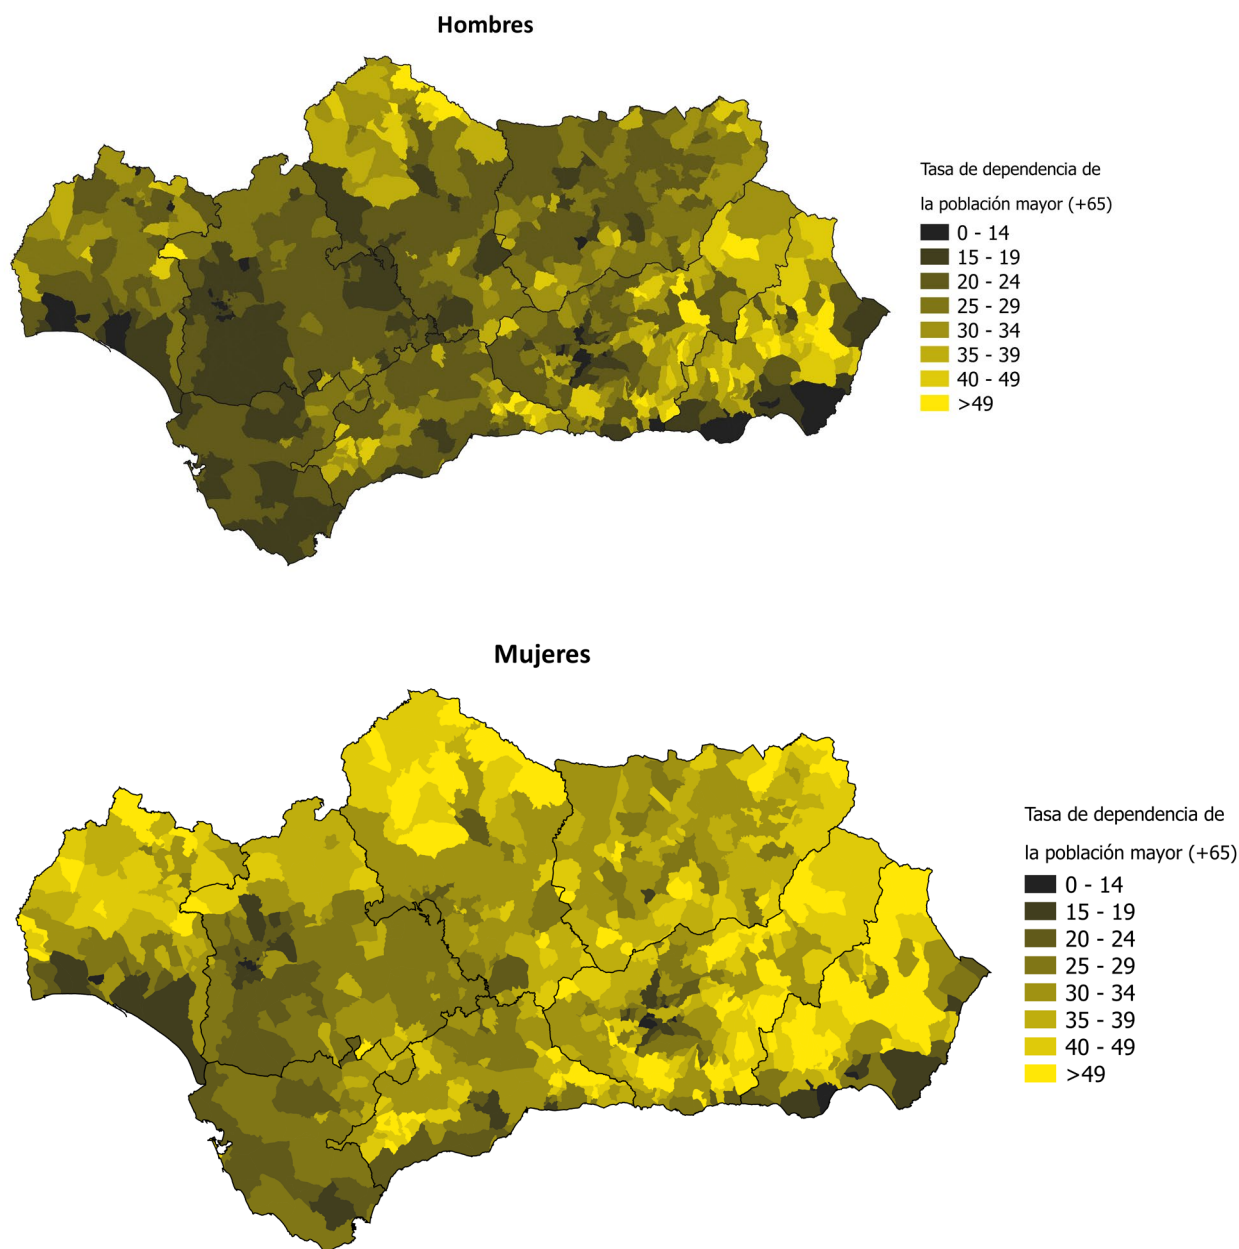 Hombres
Tasa de dependencia de
la población mayor (+65)
0 - 14
15 - 19
20 - 24
25 - 29
30 - 34
35 - 39
40 - 49
>49
Mujeres
Tasa de dependencia de
la población mayor (+65)
0 - 14
15 - 19
20 - 24
25 - 29
30 - 34
35 - 39
40 - 49
>49